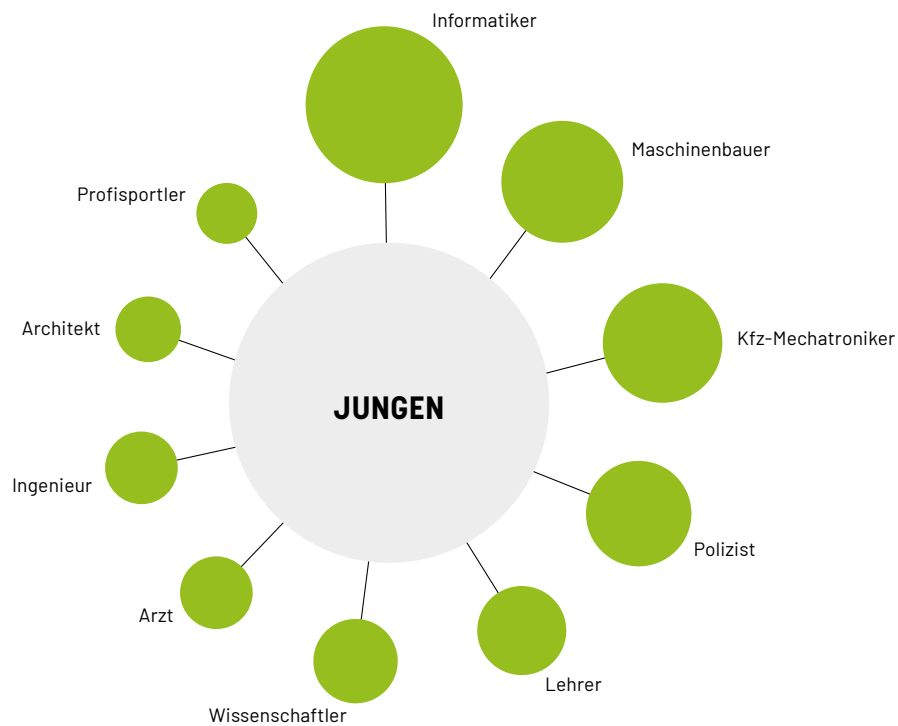 Informatiker
Maschinenbauer
Profisportler
Architekt
Kfz-Mechatroniker
JUNGEN
Ingenieur
Polizist
Arzt
Lehrer
Wissenschaftler